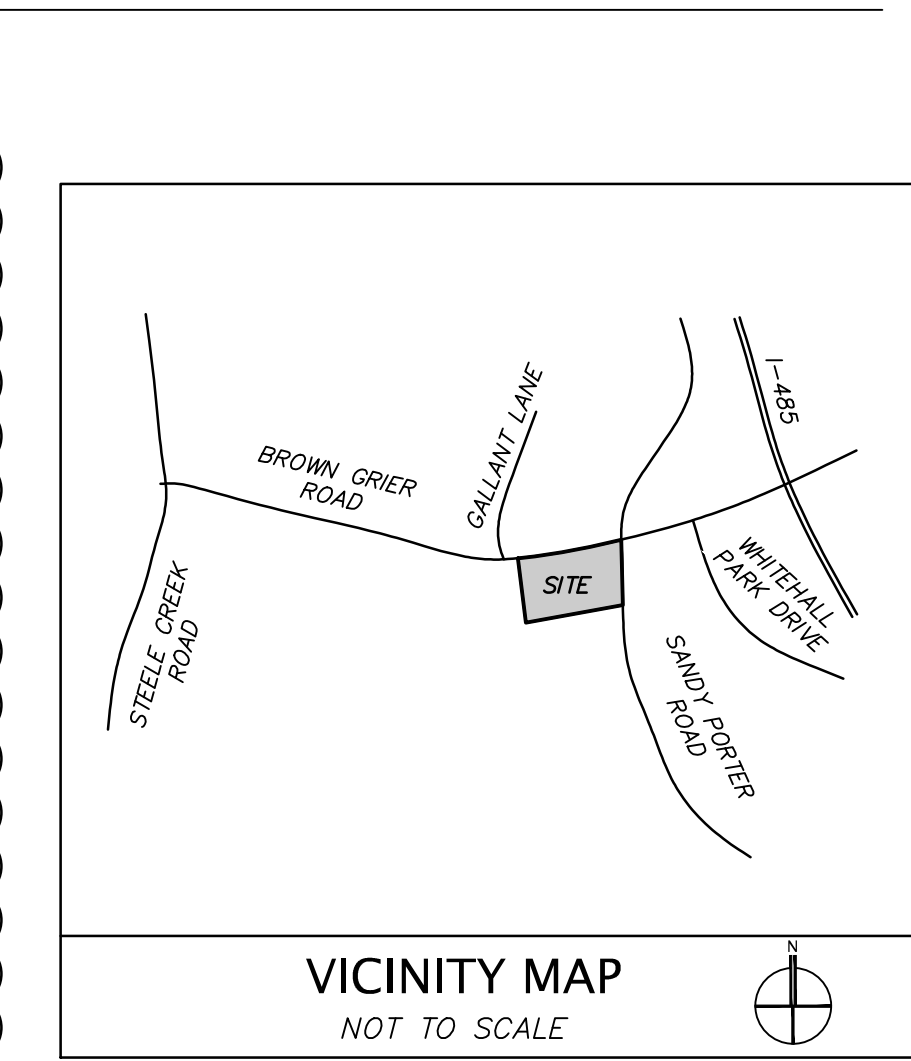 I-485
GALLANT LANE
BROWN GRIER
ROAD
SITE
WHITEHALL
PARK DRIVE
STEELE CREEK
ROAD
SANDY PORTER
ROAD
VICINITY MAP
NOT TO SCALE
N